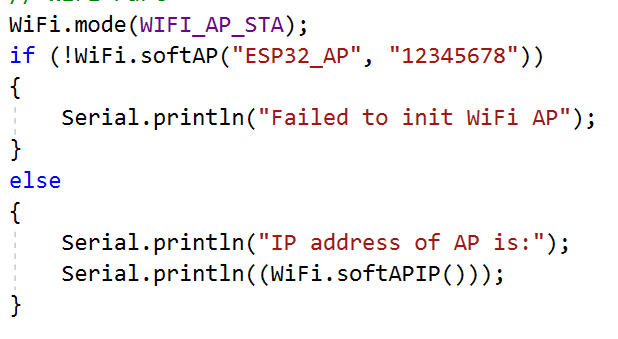 WiFi.mode(WIFI_AP_STA);
if (!WiFi.softAP("ESP32_AP", "12345678"))
{
    Serial.println("Failed to init WiFi AP");
}
else
{
    Serial.println("IP address of AP is:");
    Serial.println((WiFi.softAPIP()));
}